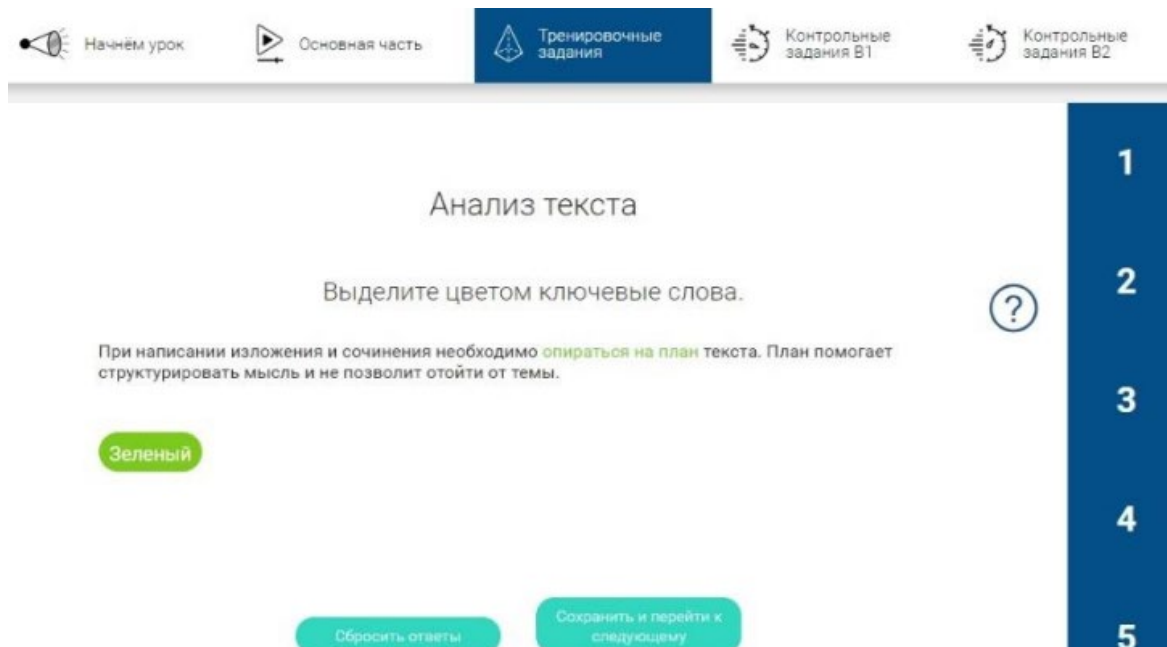 Начнём урок
Основная часть
Тренировочные
задания
Контрольные
задания В1
Контрольные
задания В2
1
Анализ текста
2
Выделите цветом ключевые слова.
?
При написании изложения и сочинения необходимо опираться на план текста. План помогает
структурировать мысль и не позволит отойти от темы.
3
Зеленый
4
Сохранить и перейти к
следующему
Сбросить ответы
5